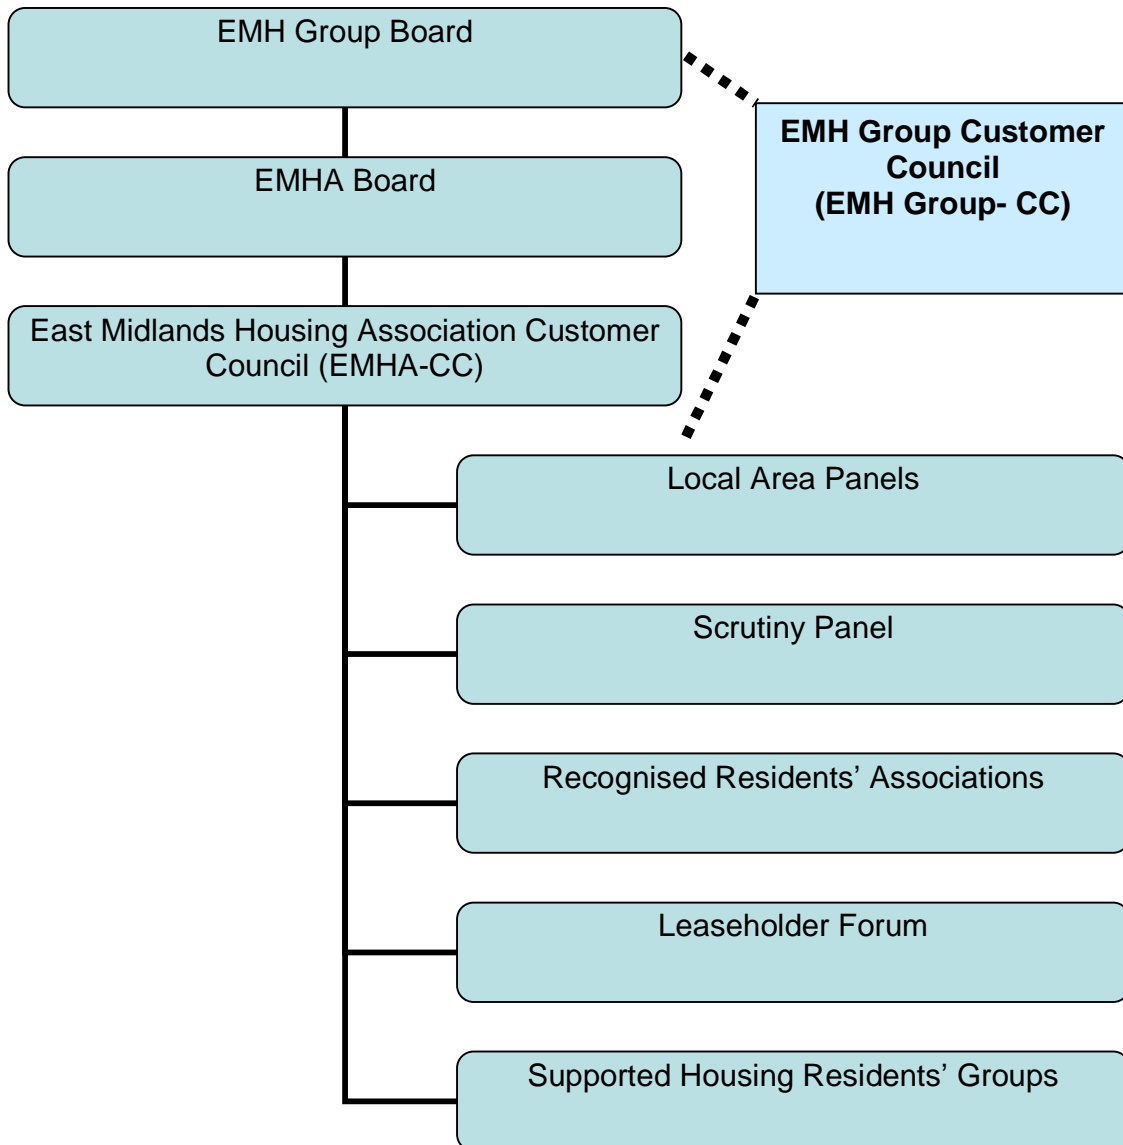 EMH Group Board
EMH Group Customer
Council
(EMH Group- CC)
EMHA Board
East Midlands Housing Association Customer
Council (EMHA-CC)
Local Area Panels
Scrutiny Panel
Recognised Residents’ Associations
Leaseholder Forum
Supported Housing Residents’ Groups